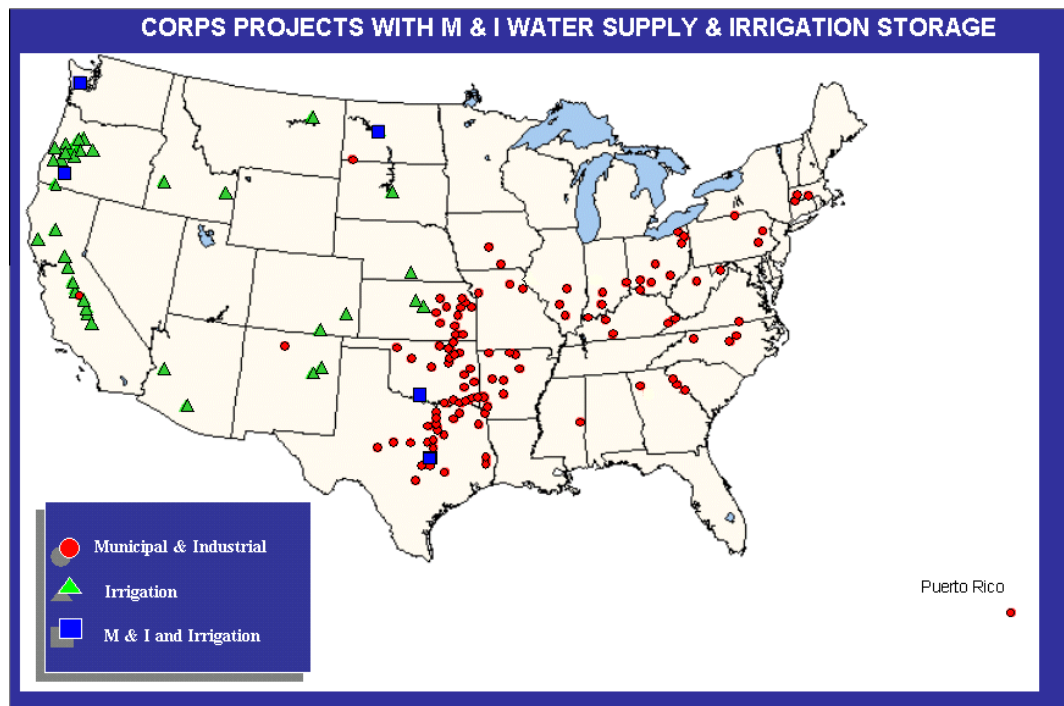 CORPS PROJECTS WITH M & I WATER SUPPLY & IRRIGATION STORAGE
Municipal & Industrial
Irrigation
Puerto Rico
M & I and Irrigation